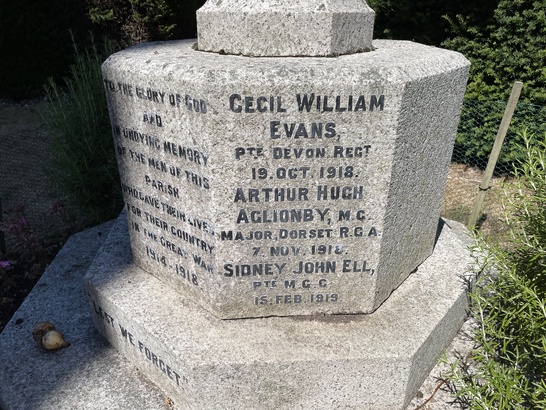 TO THE GLORY OF GOD
AND
IN UNDYING MEMORY
OF THE MEN OF THIS
PARISH
WHO GAVE THEIR LIVES
FOR THEIR COUNTRY
IN THE GREAT WAR
1914-1918
CECIL WILLIAM
EVANS,
PTE DEVON REGT
19. OCT. 1918.
ARTHUR HUGH
AGLIONBY, M.C.
MAJOR, DORSET R.G.A.
7. NOV. 1918.
SIDNEY JOHN ELL,
PTE M.G.C
15. FEB. 1919
"LEST WE FORGET"